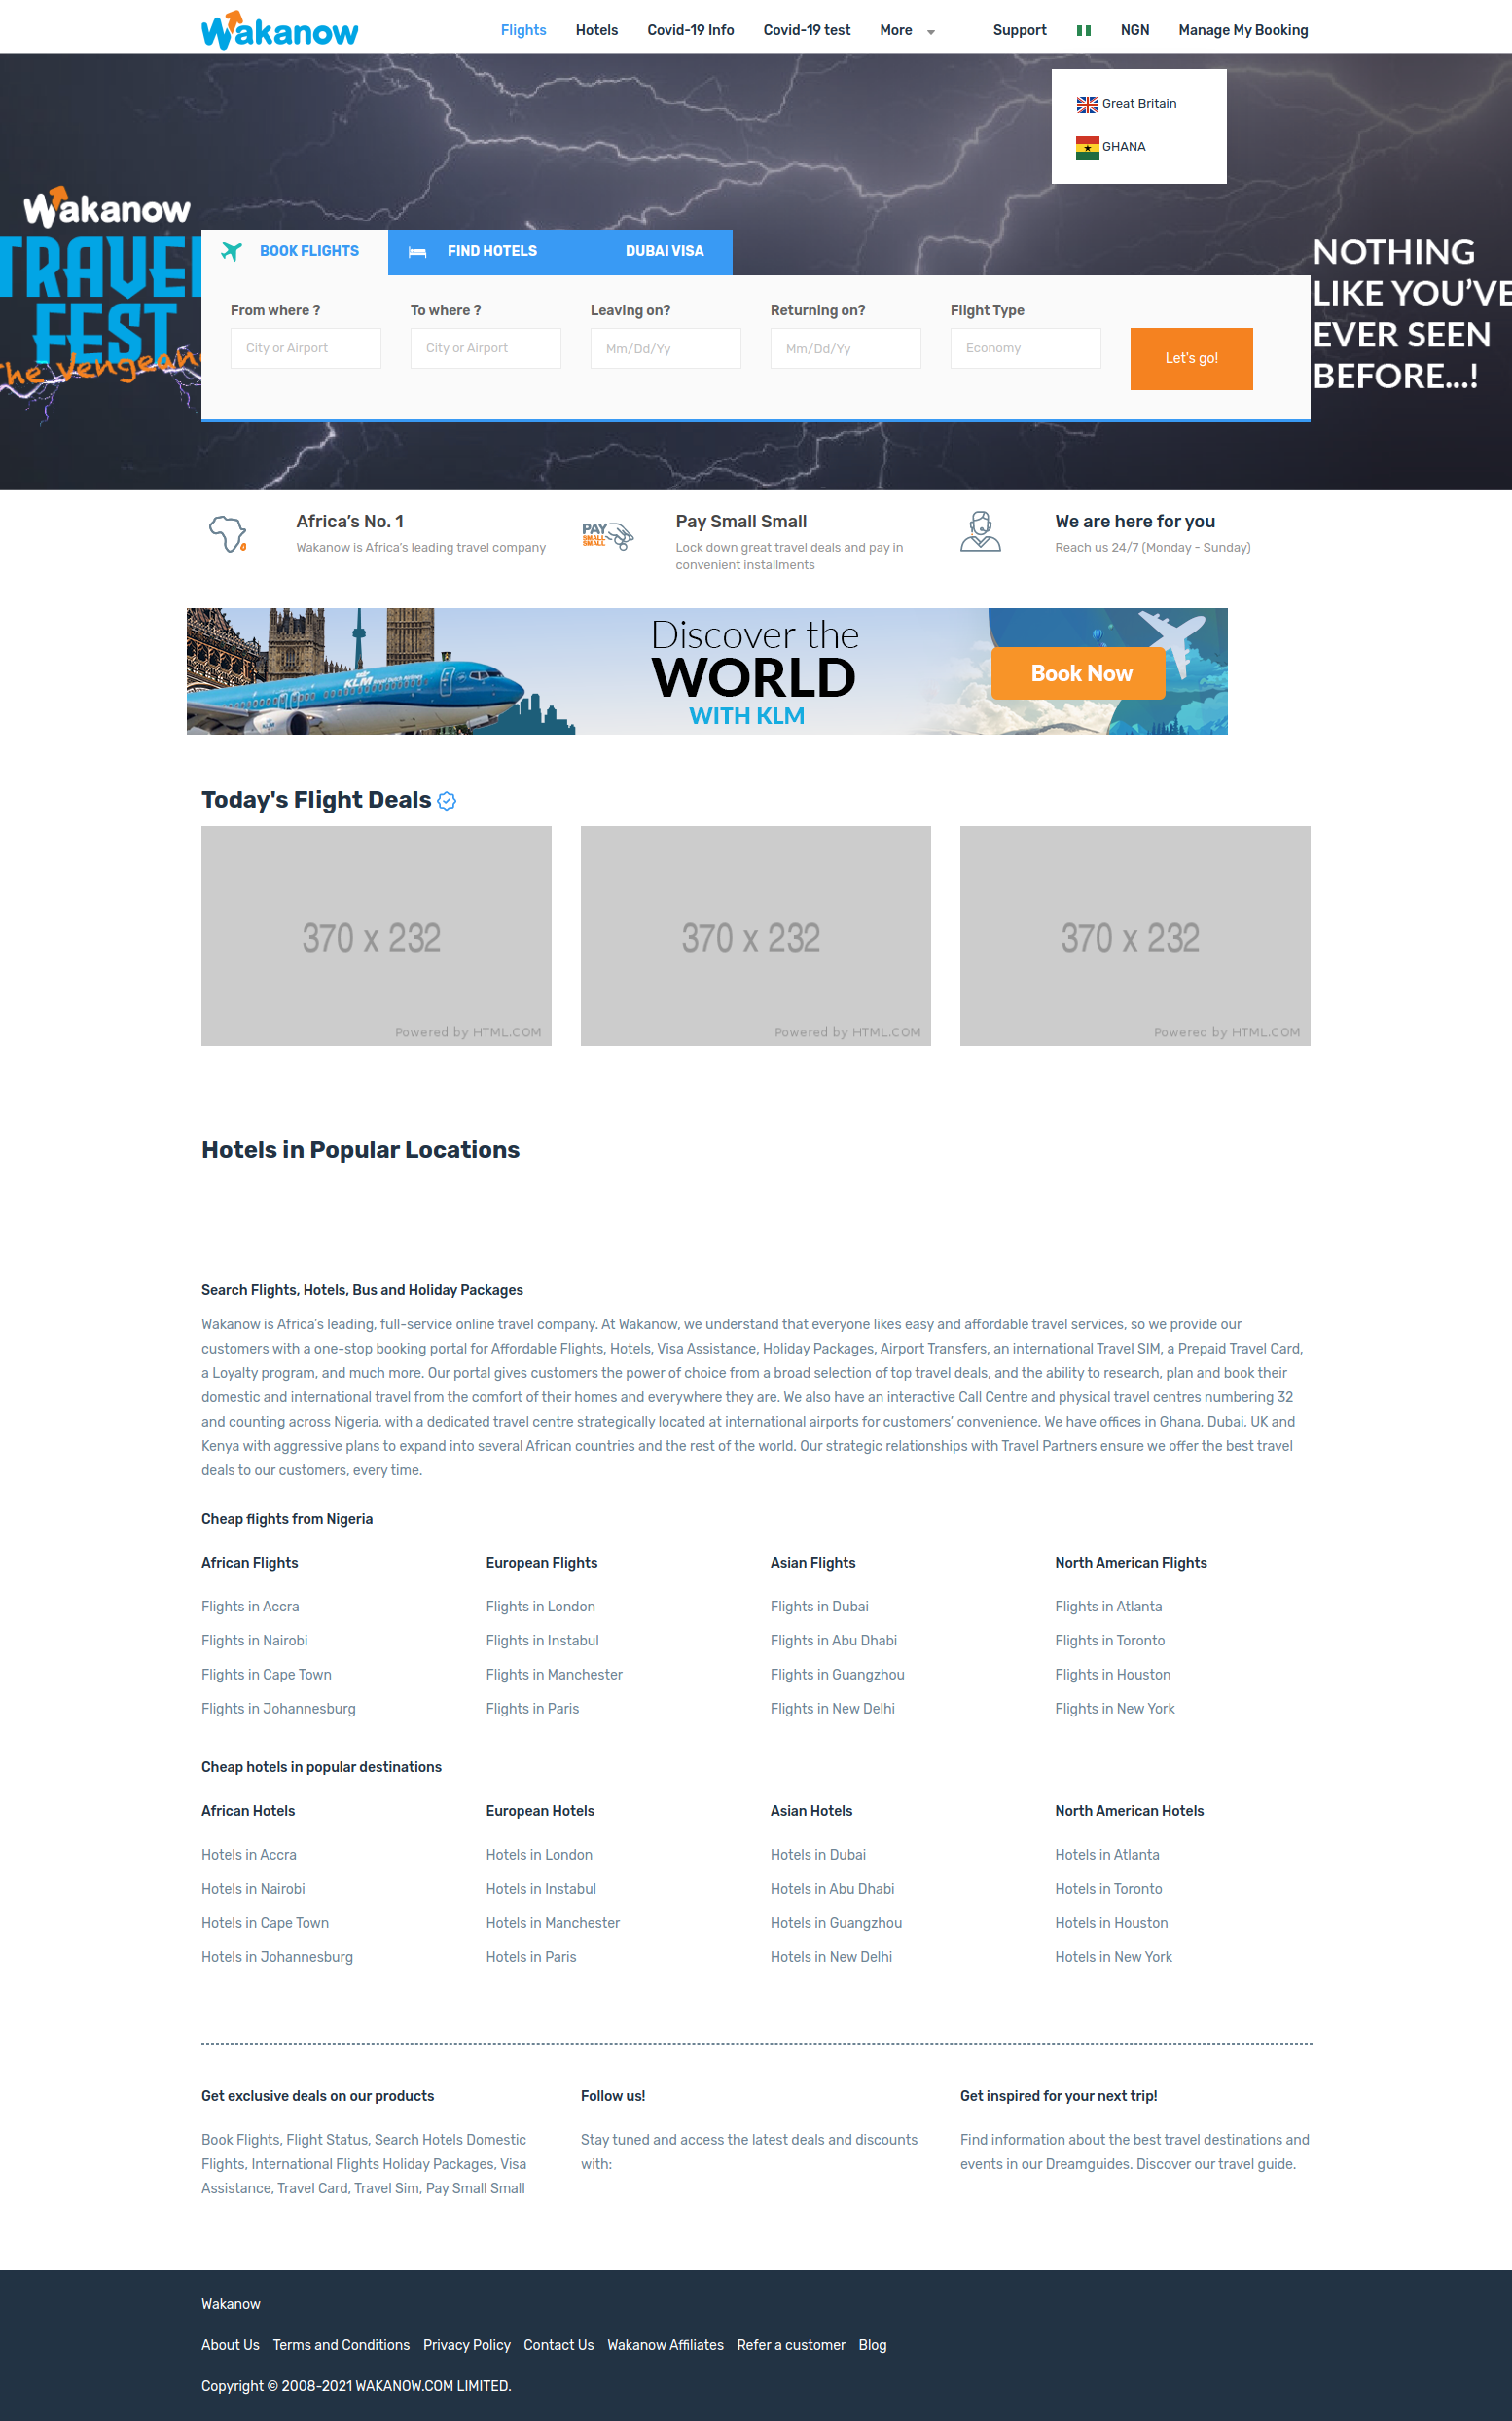 Wakanow
Flights Hotels Covid-19 Info Covid-19 test More Support NGN Manage My Booking
Great Britain
GHANA
Wakanow
TRAVEL
FEST
The Vengeanc
NOTHING
LIKE YOU'VE
EVER SEEN
BEFORE...!
BOOK FLIGHTS FIND HOTELS DUBAI VISA
From where ? To where ? Leaving on? Returning on? Flight Type
City or Airport City or Airport Mm/Dd/Yy Mm/Dd/Yy Economy Let's go!
Africa's No. 1
Wakanow is Africa's leading travel company
PAY
SMALL
SMALL
Pay Small Small
Lock down great travel deals and pay in
convenient installments
We are here for you
Reach us 24/7 (Monday - Sunday)
KLM
Discover the
WORLD
WITH KLM
Book Now
Today's Flight Deals
370 x 232 370 x 232 370 x 232
Powered by HTML.COM Powered by HTML.COM Powered by HTML.COM
Hotels in Popular Locations
Search Flights, Hotels, Bus and Holiday Packages
Wakanow is Africa's leading, full-service online travel company. At Wakanow, we understand that everyone likes easy and affordable travel services, so we provide our
customers with a one-stop booking portal for Affordable Flights, Hotels, Visa Assistance, Holiday Packages, Airport Transfers, an international Travel SIM, a Prepaid Travel Card,
a Loyalty program, and much more. Our portal gives customers the power of choice from a broad selection of top travel deals, and the ability to research, plan and book their
domestic and international travel from the comfort of their homes and everywhere they are. We also have an interactive Call Centre and physical travel centres numbering 32
and counting across Nigeria, with a dedicated travel centre strategically located at international airports for customers' convenience. We have offices in Ghana, Dubai, UK and
Kenya with aggressive plans to expand into several African countries and the rest of the world. Our strategic relationships with Travel Partners ensure we offer the best travel
deals to our customers, every time.
Cheap flights from Nigeria
African Flights European Flights Asian Flights North American Flights
Flights in Accra Flights in London Flights in Dubai Flights in Atlanta
Flights in Nairobi Flights in Instabul Flights in Abu Dhabi Flights in Toronto
Flights in Cape Town Flights in Manchester Flights in Guangzhou Flights in Houston
Flights in Johannesburg Flights in Paris Flights in New Delhi Flights in New York
Cheap hotels in popular destinations
African Hotels European Hotels Asian Hotels North American Hotels
Hotels in Accra Hotels in London Hotels in Dubai Hotels in Atlanta
Hotels in Nairobi Hotels in Instabul Hotels in Abu Dhabi Hotels in Toronto
Hotels in Cape Town Hotels in Manchester Hotels in Guangzhou Hotels in Houston
Hotels in Johannesburg Hotels in Paris Hotels in New Delhi Hotels in New York
Get exclusive deals on our products
Book Flights, Flight Status, Search Hotels Domestic
Flights, International Flights Holiday Packages, Visa
Assistance, Travel Card, Travel Sim, Pay Small Small
Follow us!
Stay tuned and access the latest deals and discounts
with:
Get inspired for your next trip!
Find information about the best travel destinations and
events in our Dreamguides. Discover our travel guide.
Wakanow
About Us Terms and Conditions Privacy Policy Contact Us Wakanow Affiliates Refer a customer Blog
Copyright © 2008-2021 WAKANOW.COM LIMITED.